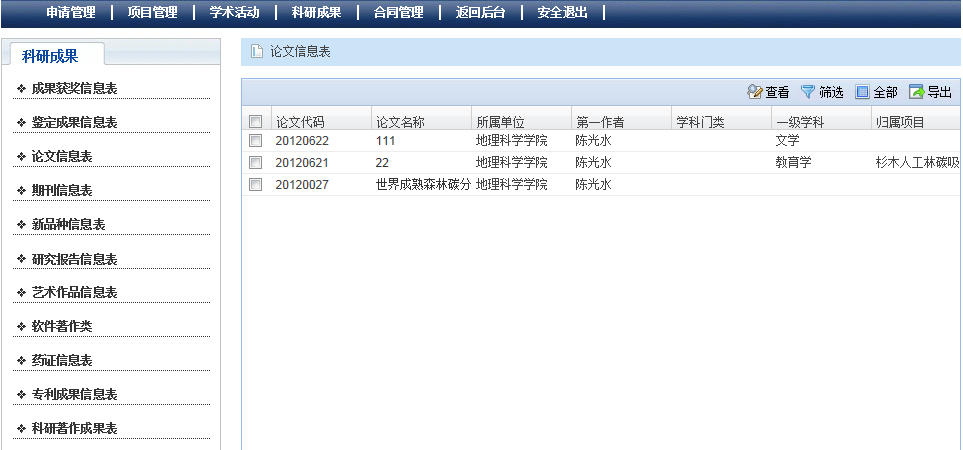 申请管理 项目管理 学术活动 科研成果 合同管理 返回后台 安全退出
科研成果
成果获奖信息表
鉴定成果信息表
论文信息表
期刊信息表
新品种信息表
研究报告信息表
艺术作品信息表
软件著作类
药证信息表
专利成果信息表
科研著作成果表
论文信息表
查看 筛选 全部 导出
论文代码 论文名称 所属单位 第一作者 学科门类 一级学科 归属项目
20120622 111 地理科学学院 陈光水 文学
20120621 22 地理科学学院 陈光水 教育学 杉木人工林碳吸
20120027 世界成熟森林碳分 地理科学学院 陈光水